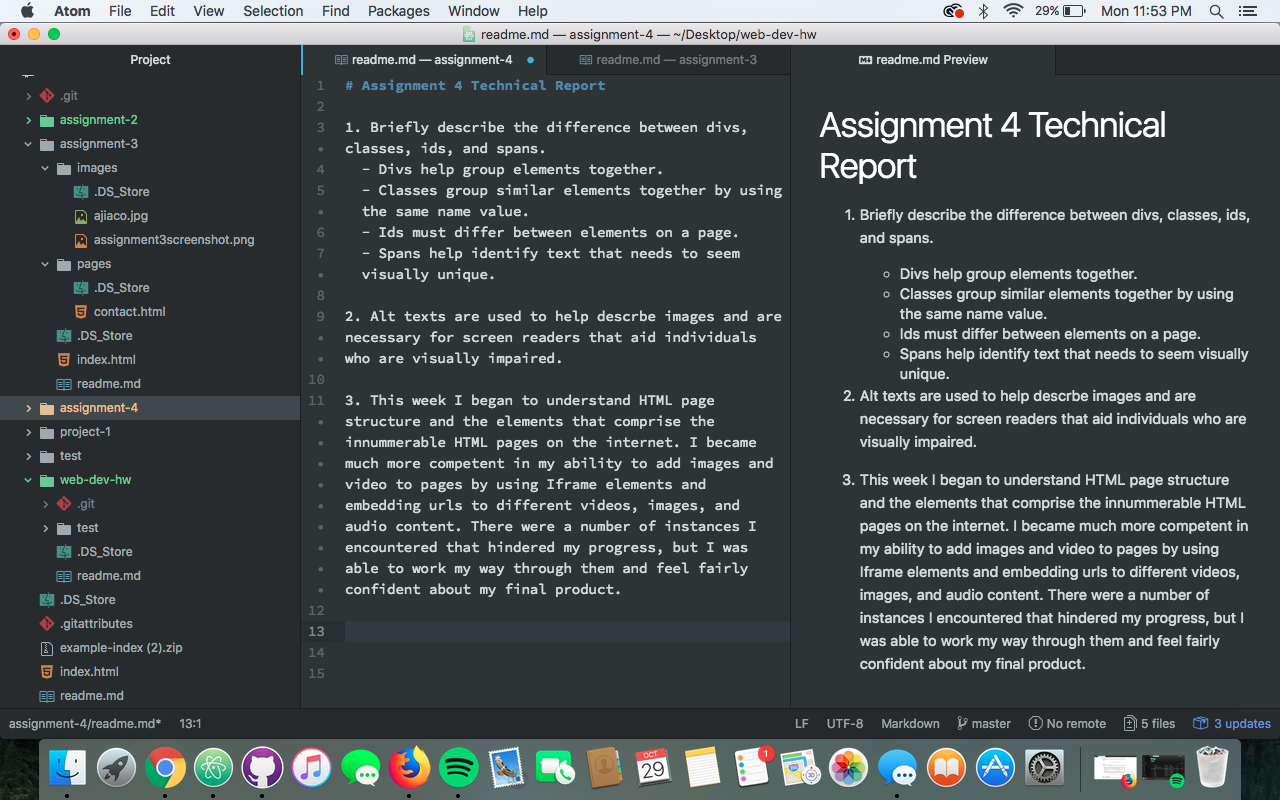 Atom File Edit View Selection Find Packages Window Help 29% Mon 11:53 PM
readme.md — assignment-4 — ~/Desktop/web-dev-hw
Project
.git
assignment-2
assignment-3
images
.DS_Store
ajiaco.jpg
assignment3screenshot.png
pages
.DS_Store
contact.html
.DS_Store
index.html
readme.md
assignment-4
project-1
test
web-dev-hw
.git
test
.DS_Store
readme.md
.DS_Store
.gitattributes
example-index (2).zip
index.html
readme.md
readme.md — assignment-4
readme.md — assignment-3
1 # Assignment 4 Technical Report
2
3 1. Briefly describe the difference between divs,
• classes, ids, and spans.
4 - Divs help group elements together.
5 - Classes group similar elements together by using
• the same name value.
6 - Ids must differ between elements on a page.
7 - Spans help identify text that needs to seem
• visually unique.
8
9 2. Alt texts are used to help descrbe images and are
• necessary for screen readers that aid individuals
• who are visually impaired.
10
11 3. This week I began to understand HTML page
• structure and the elements that comprise the
• innummerable HTML pages on the internet. I became
• much more competent in my ability to add images and
• video to pages by using Iframe elements and
• embedding urls to different videos, images, and
• audio content. There were a number of instances I
• encountered that hindered my progress, but I was
• able to work my way through them and feel fairly
• confident about my final product.
12
13
14
15
readme.md Preview
Assignment 4 Technical
Report
1. Briefly describe the difference between divs, classes, ids,
and spans.
Divs help group elements together.
Classes group similar elements together by using
the same name value.
Ids must differ between elements on a page.
Spans help identify text that needs to seem visually
unique.
2. Alt texts are used to help descrbe images and are
necessary for screen readers that aid individuals who are
visually impaired.
3. This week I began to understand HTML page structure
and the elements that comprise the innummerable HTML
pages on the internet. I became much more competent in
my ability to add images and video to pages by using
Iframe elements and embedding urls to different videos,
images, and audio content. There were a number of
instances I encountered that hindered my progress, but I
was able to work my way through them and feel fairly
confident about my final product.
assignment-4/readme.md* 13:1 LF UTF-8 Markdown master No remote 5 files 3 updates
OCT
29
1